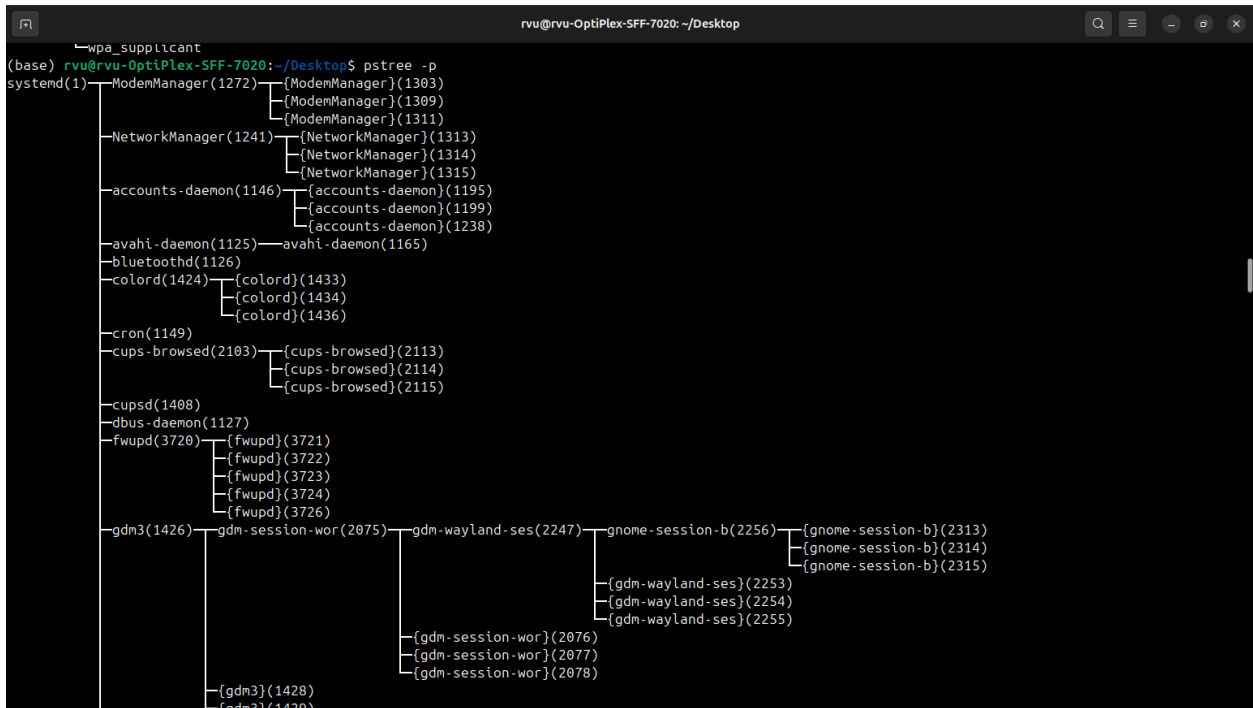 rvu@rvu-OptiPlex-SFF-7020: ~/Desktop
└─wpa_supplicant
(base) rvu@rvu-OptiPlex-SFF-7020:~/Desktop$ pstree -p
systemd(1)─┬─ModemManager(1272)─┬─{ModemManager}(1303)
├─{ModemManager}(1309)
└─{ModemManager}(1311)
├─NetworkManager(1241)─┬─{NetworkManager}(1313)
├─{NetworkManager}(1314)
└─{NetworkManager}(1315)
├─accounts-daemon(1146)─┬─{accounts-daemon}(1195)
├─{accounts-daemon}(1199)
└─{accounts-daemon}(1238)
├─avahi-daemon(1125)───avahi-daemon(1165)
├─bluetoothd(1126)
├─colord(1424)─┬─{colord}(1433)
├─{colord}(1434)
└─{colord}(1436)
├─cron(1149)
├─cups-browsed(2103)─┬─{cups-browsed}(2113)
├─{cups-browsed}(2114)
└─{cups-browsed}(2115)
├─cupsd(1408)
├─dbus-daemon(1127)
├─fwupd(3720)─┬─{fwupd}(3721)
├─{fwupd}(3722)
├─{fwupd}(3723)
├─{fwupd}(3724)
└─{fwupd}(3726)
├─gdm3(1426)─┬─gdm-session-wor(2075)─┬─gdm-wayland-ses(2247)─┬─gnome-session-b(2256)─┬─{gnome-session-b}(2313)
├─{gnome-session-b}(2314)
└─{gnome-session-b}(2315)
├─{gdm-wayland-ses}(2253)
├─{gdm-wayland-ses}(2254)
└─{gdm-wayland-ses}(2255)
├─{gdm-session-wor}(2076)
├─{gdm-session-wor}(2077)
└─{gdm-session-wor}(2078)
├─{gdm3}(1428)
├─{gdm3}(1429)